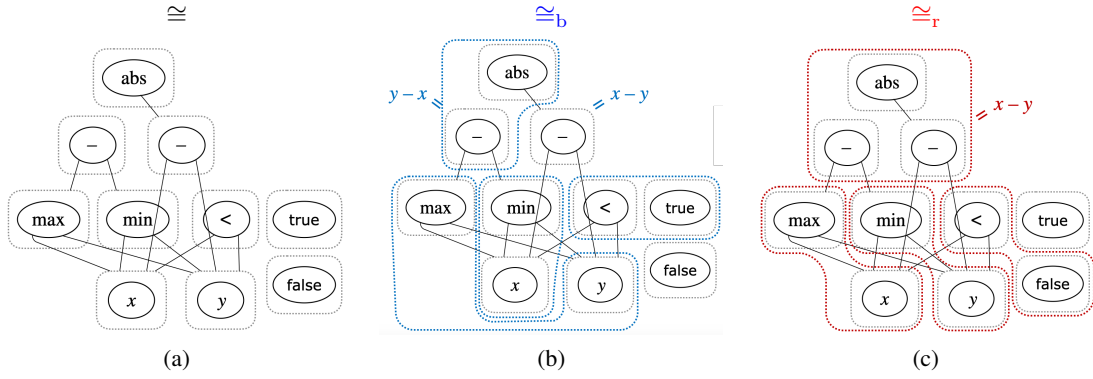 ≅ ≅b ≅r
abs abs abs
y − x x − y x − y
− − − − − −
max min < true max min < true max min < true
x y false x y false x y false
(a) (b) (c)